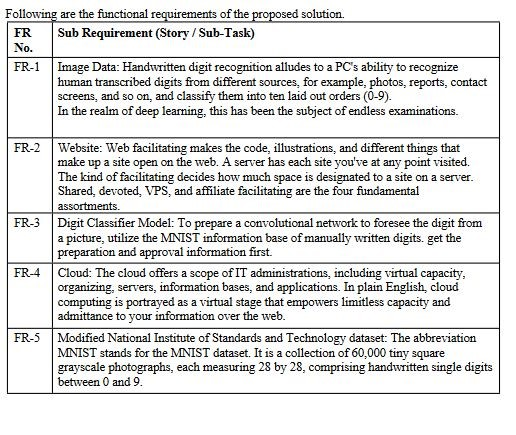 Following are the functional requirements of the proposed solution.
FR No.
Sub Requirement (Story / Sub-Task)
FR-1
Image Data: Handwritten digit recognition alludes to a PC's ability to recognize
human transcribed digits from different sources, for example, photos, reports, contact
screens, and so on, and classify them into ten laid out orders (0-9).
In the realm of deep learning, this has been the subject of endless examinations.
FR-2
Website: Web facilitating makes the code, illustrations, and different things that
make up a site open on the web. A server has each site you've at any point visited.
The kind of facilitating decides how much space is designated to a site on a server.
Shared, devoted, VPS, and affiliate facilitating are the four fundamental
assortments.
FR-3
Digit Classifier Model: To prepare a convolutional network to foresee the digit from
a picture, utilize the MNIST information base of manually written digits. get the
preparation and approval information first.
FR-4
Cloud: The cloud offers a scope of IT administrations, including virtual capacity,
organizing, servers, information bases, and applications. In plain English, cloud
computing is portrayed as a virtual stage that empowers limitless capacity and
admittance to your information over the web.
FR-5
Modified National Institute of Standards and Technology dataset: The abbreviation
MNIST stands for the MNIST dataset. It is a collection of 60,000 tiny square
grayscale photographs, each measuring 28 by 28, comprising handwritten single digits
between 0 and 9.